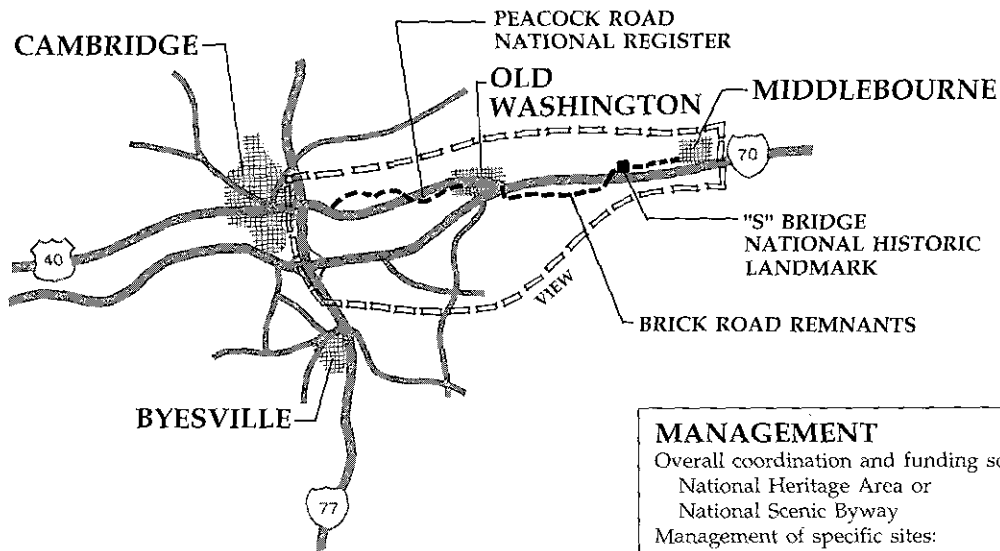 PEACOCK ROAD
NATIONAL REGISTER
CAMBRIDGE
OLD
WASHINGTON
MIDDLEBOURNE
70
"S" BRIDGE
NATIONAL HISTORIC
LANDMARK
40
VIEW
BRICK ROAD REMNANTS
BYESVILLE
77
MANAGEMENT
Overall coordination and funding
National Heritage Area or
National Scenic Byway
Management of specific sites: